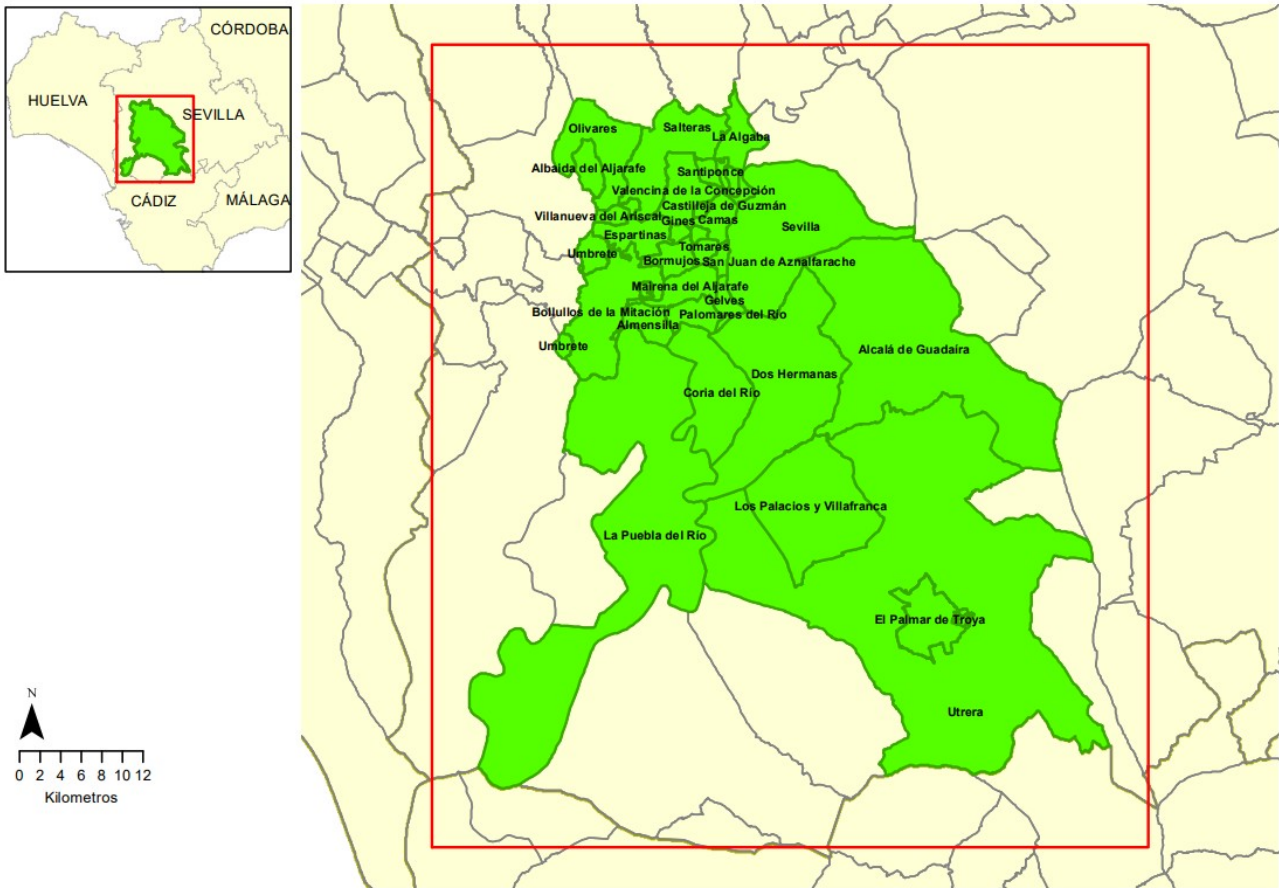 CÓRDOBA
HUELVA
SEVILLA
CÁDIZ
MÁLAGA
Olivares
Salteras
La Algaba
Albaida del Aljarafe
Santiponce
Valencina de la Concepción
Castilleja de Guzmán
Villanueva del Ariscal
Gines
Camas
Sevilla
Espartinas
Tomares
Umbrete
Bormujos
San Juan de Aznalfarache
Mairena del Aljarafe
Gelves
Bollullos de la Mitación
Palomares del Río
Almensilla
Umbrete
Alcalá de Guadaíra
Dos Hermanas
Coria del Río
Los Palacios y Villafranca
La Puebla del Río
El Palmar de Troya
Utrera
N
0 2 4 6 8 10 12
Kilometros